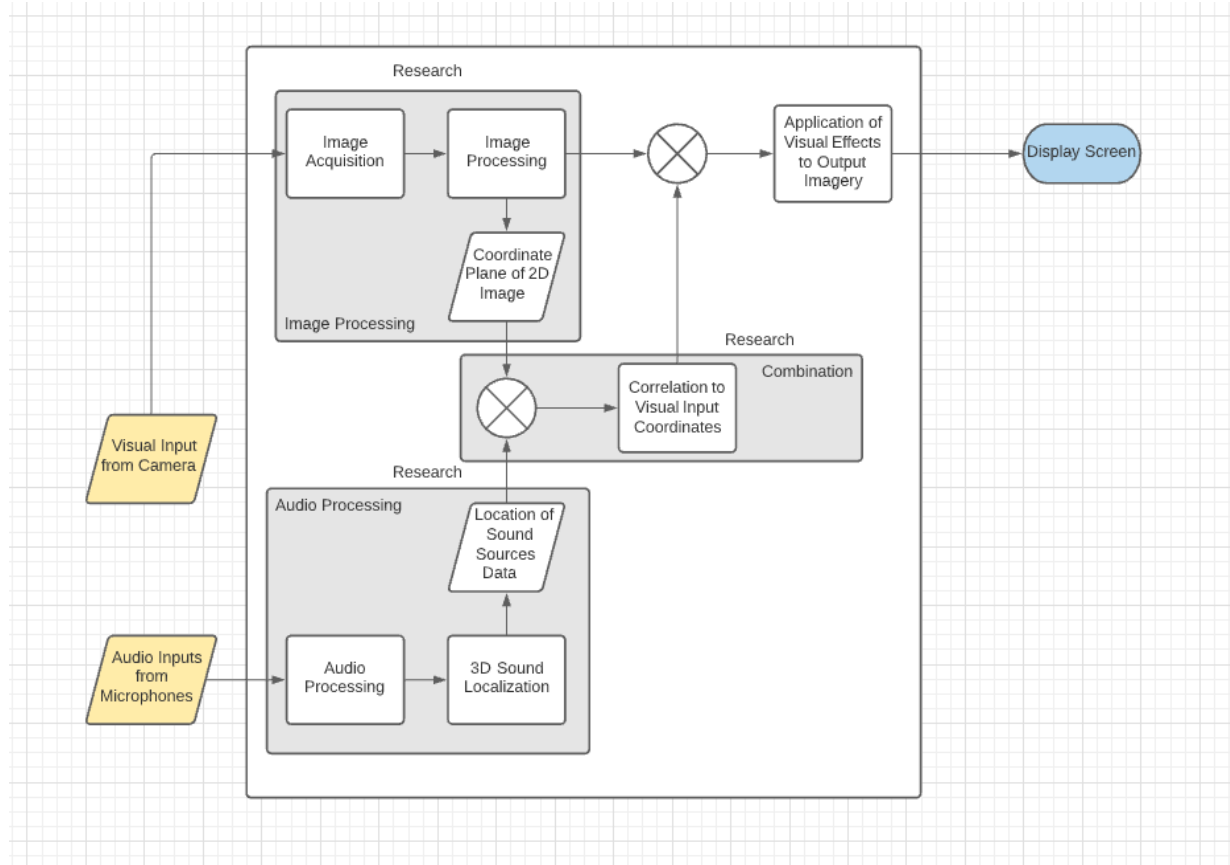 Research
Image
Acquisition
Image
Processing
Application of
Visual Effects
to Output
Imagery
Display Screen
Coordinate
Plane of 2D
Image
Image Processing
Research
Combination
Correlation to
Visual Input
Coordinates
Visual Input
from Camera
Research
Audio Processing
Location of
Sound
Sources
Data
Audio Inputs
from
Microphones
Audio
Processing
3D Sound
Localization